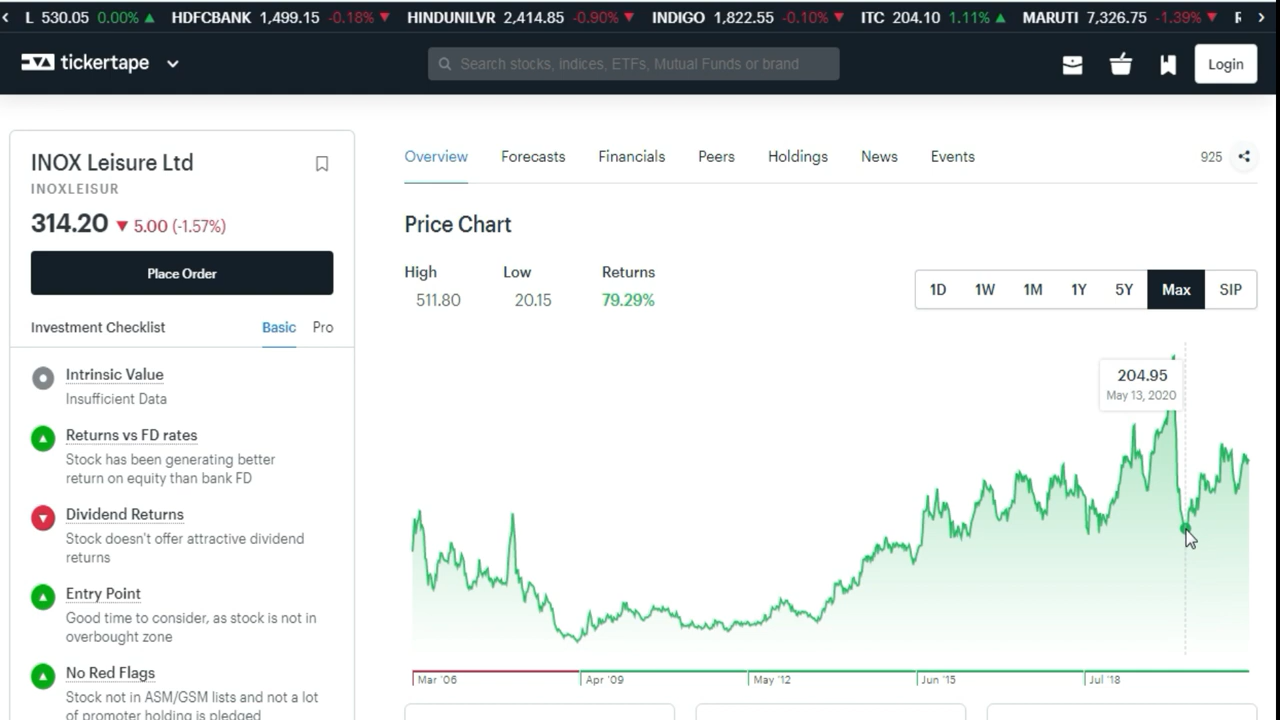 L 530.05 0.00% ▲ HDFCBANK 1,499.15 -0.18% ▼ HINDUNILVR 2,414.85 -0.90% ▼ INDIGO 1,822.55 -0.10% ▼ ITC 204.10 1.11% ▲ MARUTI 7,326.75 -1.39% ▼
tickertape
Search stocks, indices, ETFs, Mutual Funds or brand
Login
INOX Leisure Ltd
INOXLEISUR
314.20 ▼ 5.00 (-1.57%)
Place Order
Investment Checklist Basic Pro
Intrinsic Value
Insufficient Data
Returns vs FD rates
Stock has been generating better
return on equity than bank FD
Dividend Returns
Stock doesn't offer attractive dividend
returns
Entry Point
Good time to consider, as stock is not in
overbought zone
No Red Flags
Stock not in ASM/GSM lists and not a lot
of promoter holding is pledged
Overview Forecasts Financials Peers Holdings News Events 925
Price Chart
High Low Returns
511.80 20.15 79.29%
1D 1W 1M 1Y 5Y Max SIP
204.95
May 13, 2020
Mar '06 Apr '09 May '12 Jun '15 Jul '18